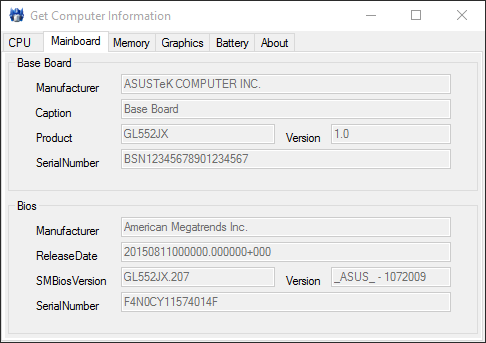 Get Computer Information
CPU Mainboard Memory Graphics Battery About
Base Board
Manufacturer ASUSTeK COMPUTER INC.
Caption Base Board
Product GL552JX Version 1.0
SerialNumber BSN12345678901234567
Bios
Manufacturer American Megatrends Inc.
ReleaseDate 20150811000000.000000+000
SMBiosVersion GL552JX.207 Version _ASUS_ - 1072009
SerialNumber F4N0CY11574014F